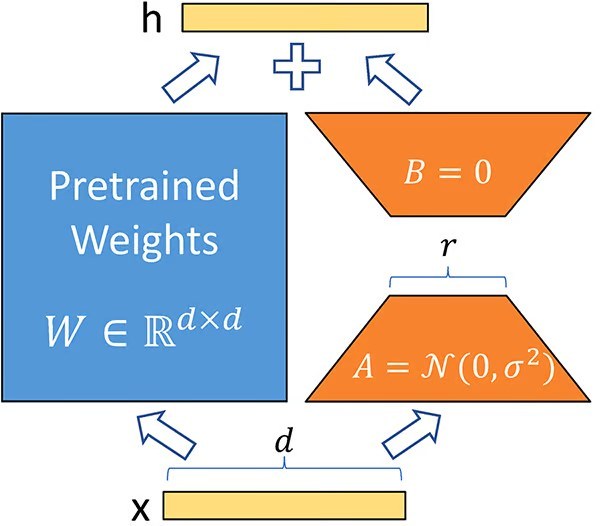 h
Pretrained
Weights
W ∈ ℝ^{d×d}
B = 0
r
A = 𝒩(0, σ²)
d
x